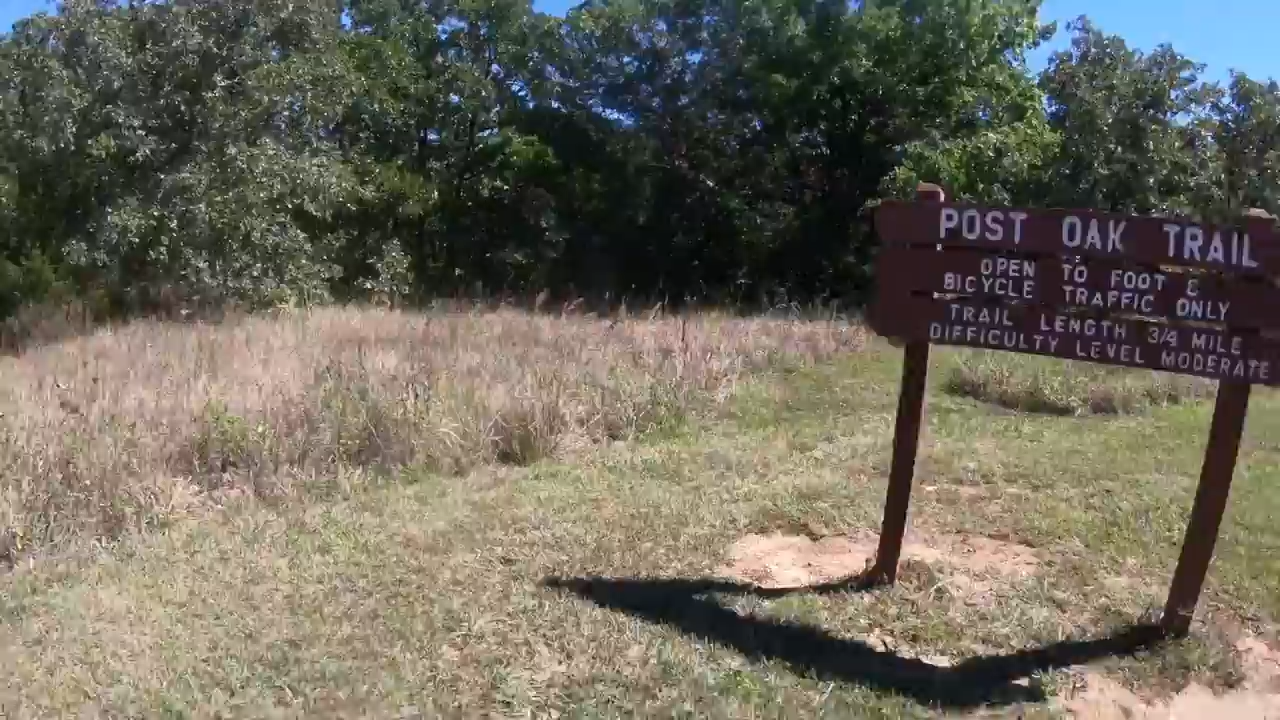 POST OAK TRAIL
OPEN TO FOOT &
BICYCLE TRAFFIC ONLY
TRAIL LENGTH 3/4 MILE
DIFFICULTY LEVEL MODERATE